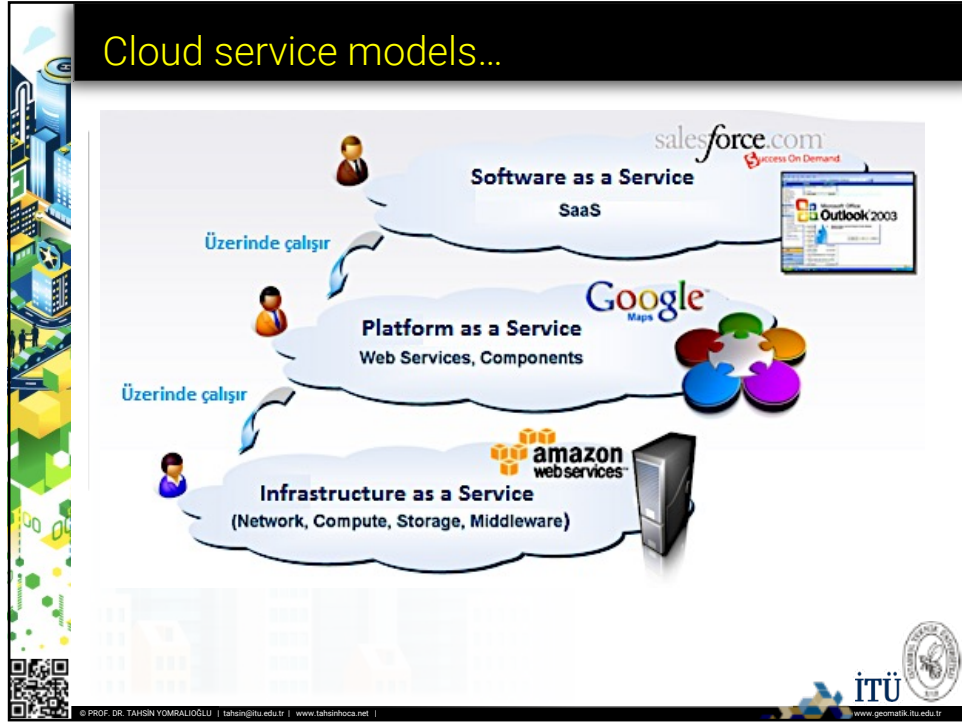 Cloud service models...
salesforce.com
Success On Demand.
Software as a Service
SaaS
Microsoft Office
Outlook 2003
Üzerinde çalışır
Google
Maps
Platform as a Service
Web Services, Components
Üzerinde çalışır
amazon
webservices™
Infrastructure as a Service
(Network, Compute, Storage, Middleware)
İTÜ
© PROF. DR. TAHSİN YOMRALIOĞLU | tahsin@itu.edu.tr | www.tahsinhoca.net |
www.geomatik.itu.edu.tr